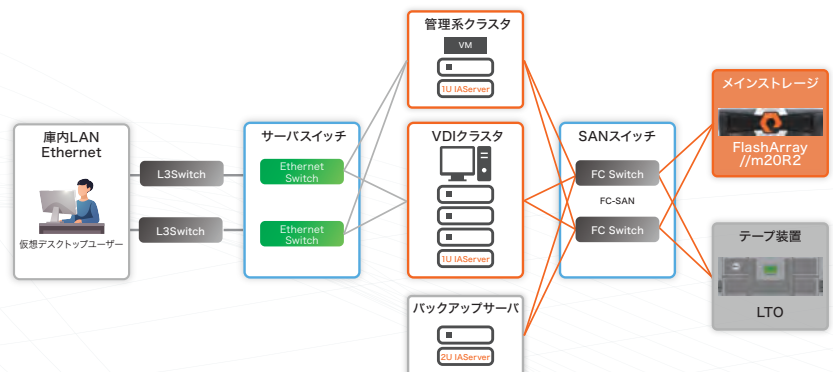 庫内LAN
Ethernet
仮想デスクトップユーザー
L3Switch
L3Switch
サーバスイッチ
Ethernet
Switch
Ethernet
Switch
管理系クラスタ
VM
1U IAServer
VDIクラスタ
1U IAServer
バックアップサーバ
2U IAServer
SANスイッチ
FC Switch
FC-SAN
FC Switch
メインストレージ
FlashArray
//m20R2
テープ装置
LTO